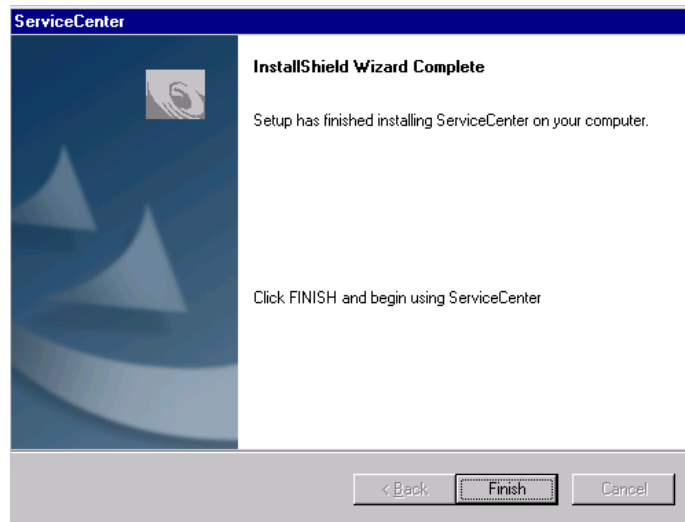 ServiceCenter
InstallShield Wizard Complete
Setup has finished installing ServiceCenter on your computer.
Click FINISH and begin using ServiceCenter
< Back
Finish
Cancel